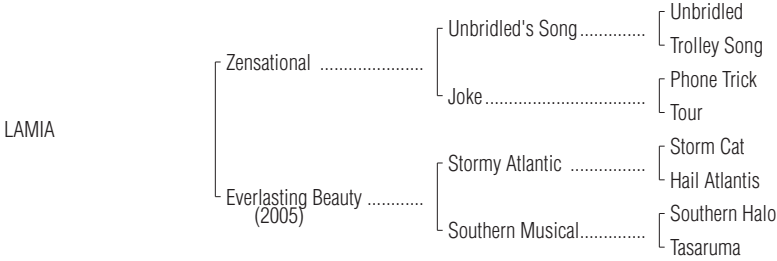 Unbridled
Unbridled's Song..............
Trolley Song
Zensational ......................
Phone Trick
Joke..................................
Tour
LAMIA
Storm Cat
Stormy Atlantic ................
Hail Atlantis
Everlasting Beauty ............
(2005)
Southern Halo
Southern Musical..............
Tasaruma